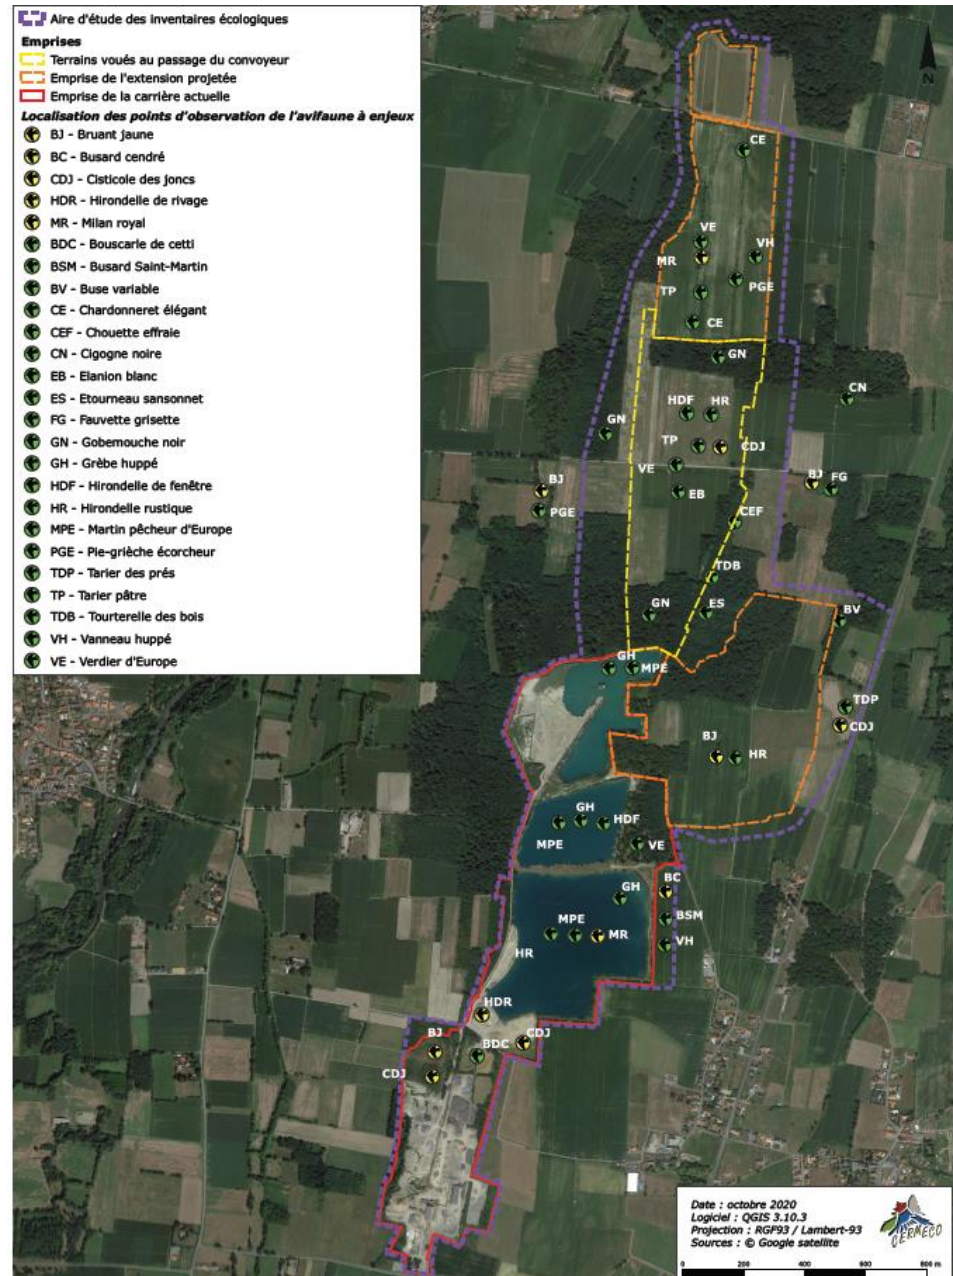 Aire d'étude des inventaires écologiques
Emprises
Terrains voués au passage du convoyeur
Emprise de l'extension projetée
Emprise de la carrière actuelle
Localisation des points d'observation de l'avifaune à enjeux
BJ - Bruant jaune
BC - Busard cendré
CDJ - Cisticole des joncs
HDR - Hirondelle de rivage
MR - Milan royal
BDC - Bouscarle de cetti
BSM - Busard Saint-Martin
BV - Buse variable
CE - Chardonneret élégant
CEF - Chouette effraie
CN - Cigogne noire
EB - Elanion blanc
ES - Etourneau sansonnet
FG - Fauvette grisette
GN - Gobemouche noir
GH - Grèbe huppé
HDF - Hirondelle de fenêtre
HR - Hirondelle rustique
MPE - Martin pêcheur d'Europe
PGE - Pie-grièche écorcheur
TDP - Tarier des prés
TP - Tarier pâtre
TDB - Tourterelle des bois
VH - Vanneau huppé
VE - Verdier d'Europe
N
CE
VE
VH
MR
PGE
TP
CE
GN
CN
HDF
HR
GN
TP
CDJ
VE
BJ
EB
BJ
FG
PGE
CEF
TDB
GN
ES
BV
GH
MPE
TDP
CDJ
BJ
HR
GH
HDF
MPE
VE
BC
GH
BSM
MPE
MR
VH
HR
HDR
BJ
BDC
CDJ
CDJ
Date : octobre 2020
Logiciel : QGIS 3.10.3
Projection : RGF93 / Lambert-93
Sources : © Google satellite
CERMECO
0 200 400 600 800 m